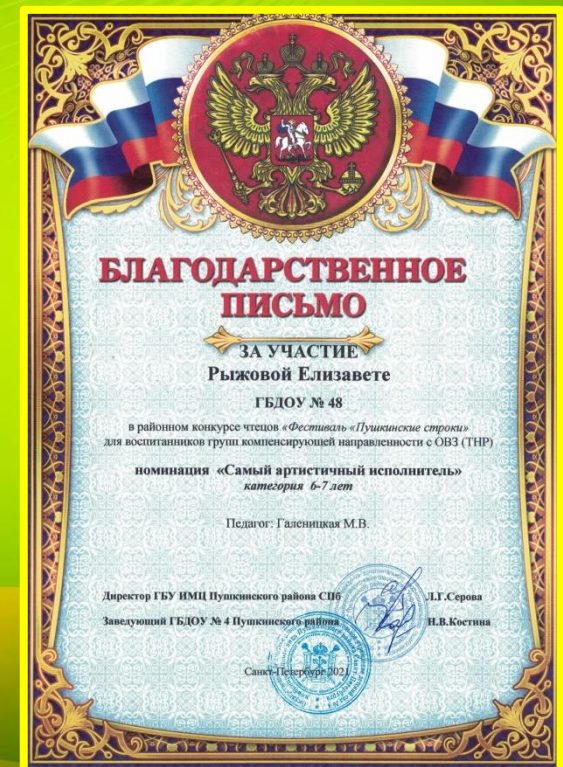 БЛАГОДАРСТВЕННОЕ
ПИСЬМО
ЗА УЧАСТИЕ
Рыжовой Елизавете
ГБДОУ № 48
в районном конкурсе чтецов «Фестиваль «Пушкинские строки»
для воспитанников групп компенсирующей направленности с ОВЗ (ТНР)
номинация «Самый артистичный исполнитель»
категория 6-7 лет
Педагог: Галеницкая М.В.
Директор ГБУ ИМЦ Пушкинского района СПб Л.Г.Серова
Заведующий ГБДОУ № 4 Пушкинского района Н.В.Костина
Санкт-Петербург 2021